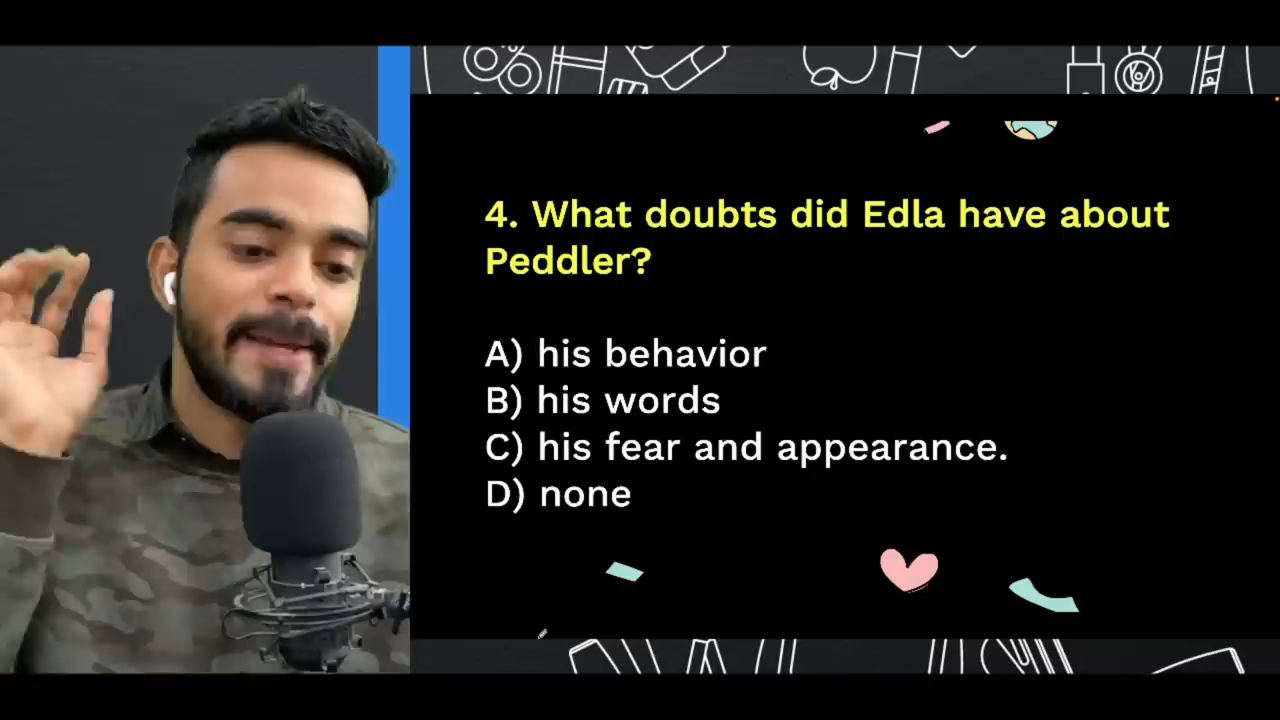 4. What doubts did Edla have about
Peddler?
A) his behavior
B) his words
C) his fear and appearance.
D) none